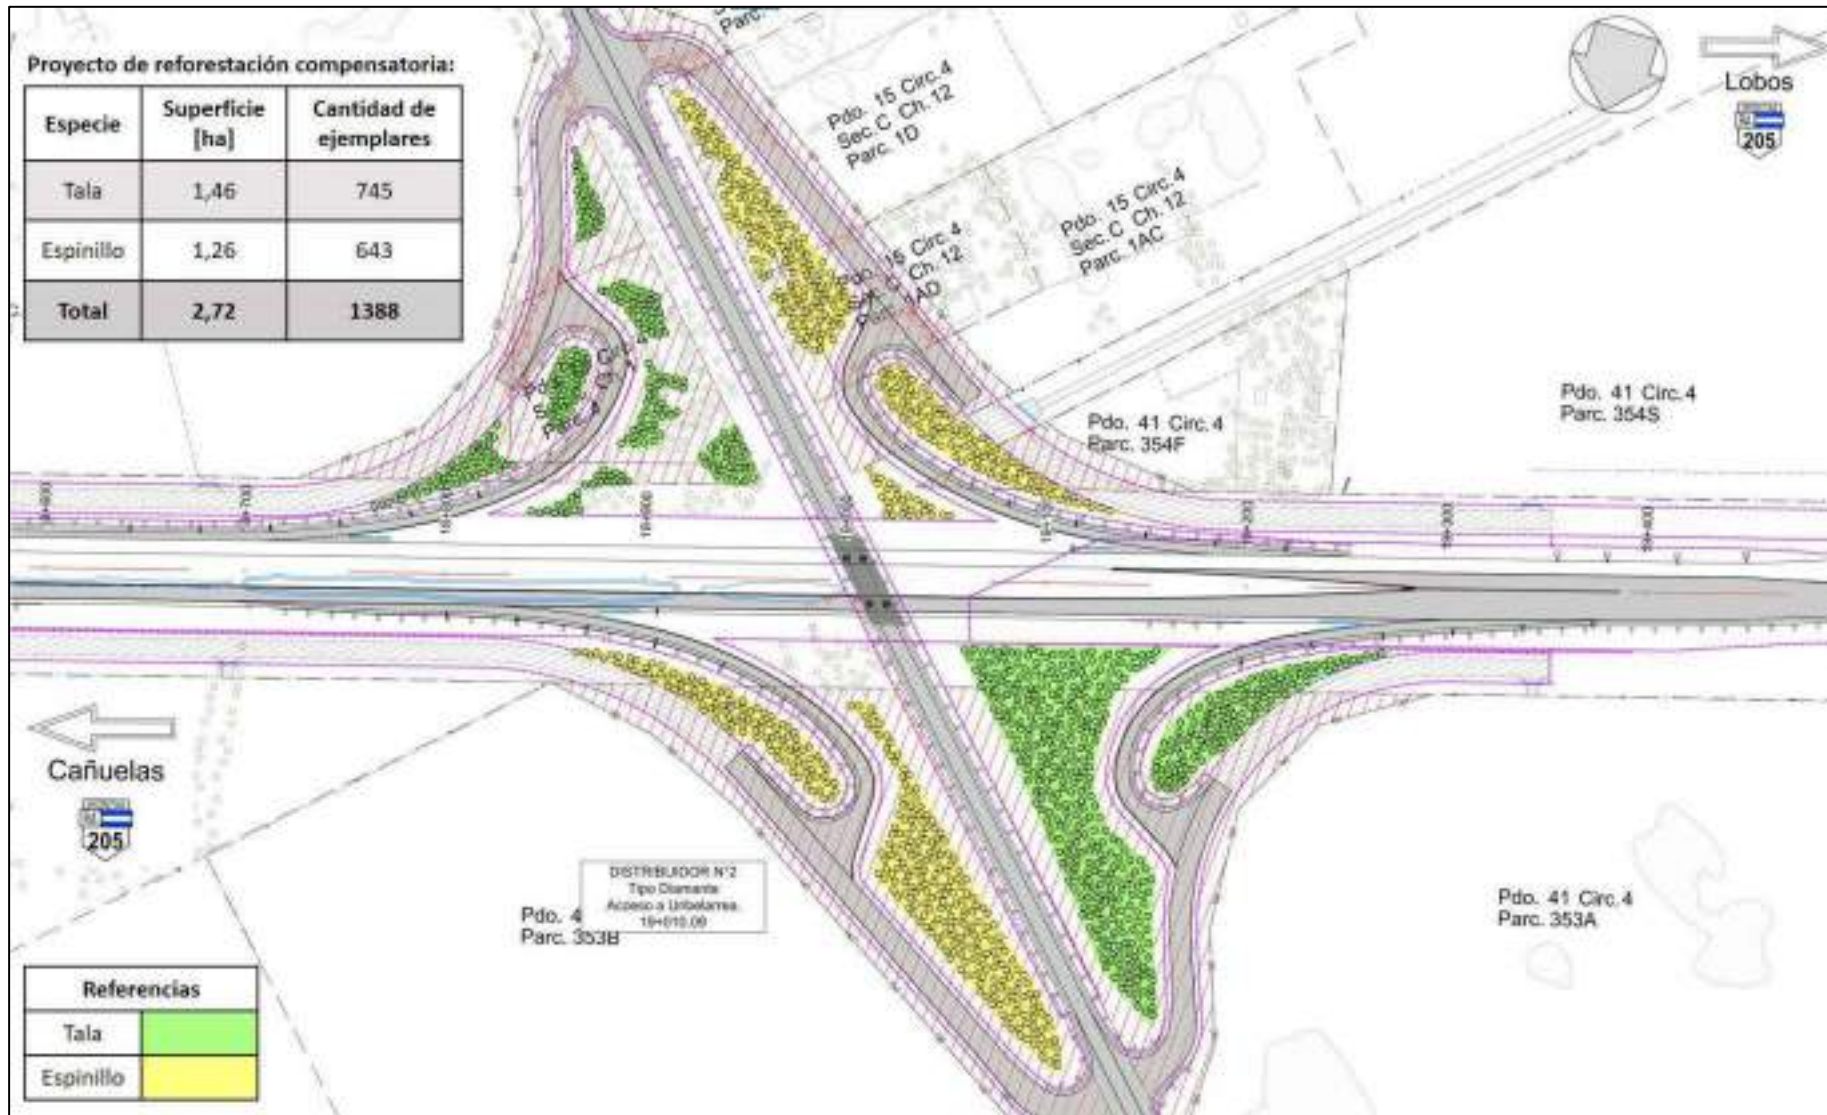 Proyecto de reforestación compensatoria:
Especie
Superficie [ha]
Cantidad de ejemplares
Tala
1,46
745
Espinillo
1,26
643
Total
2,72
1388
Parc.
Pdo. 15 Circ. 4
Sec. C Ch. 12
Parc. 1D
Pdo. 15 Circ. 4
Sec. C Ch. 12
Parc. 1AC
Pdo. 15 Circ. 4
Ch. 12
1AD
Lobos
205
Pdo. 41 Circ. 4
Parc. 354F
Pdo. 41 Circ. 4
Parc. 354S
Cañuelas
205
DISTRIBUIDOR N°2
Tipo Diamante
Acceso a Uribelarrea
Pdo. 4
Parc. 353B
Pdo. 41 Circ. 4
Parc. 353A
Referencias
Tala
Espinillo